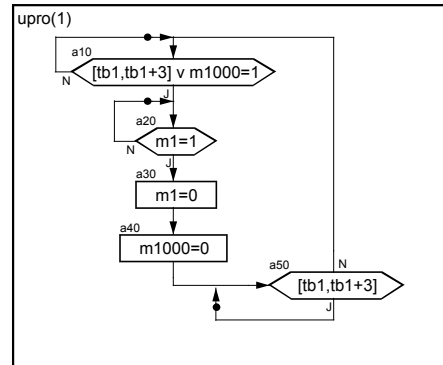 upro(1)
a10
[tb1,tb1+3] v m1000=1
N
J
a20
m1=1
N
J
a30
m1=0
a40
m1000=0
a50
N
[tb1,tb1+3]
J